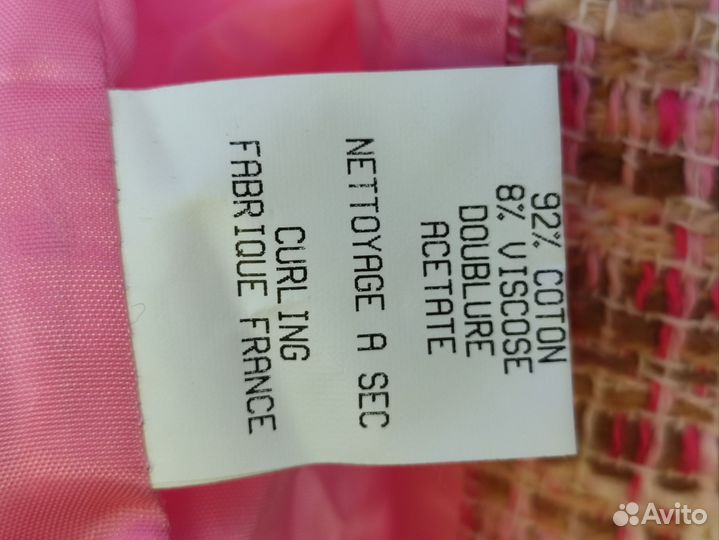 92% COTON
8% VISCOSE
DOUBLURE
ACETATE
NETTOYAGE A SEC
CURLING
FABRIQUE FRANCE
Avito